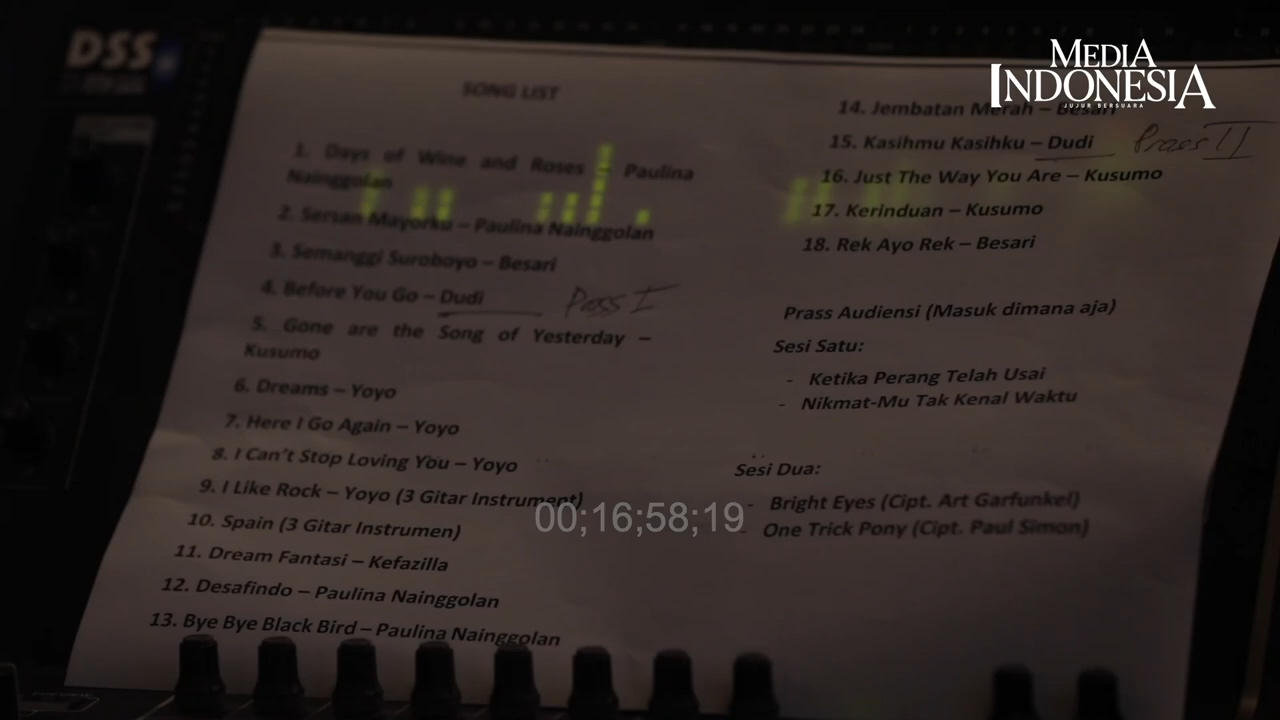 DSS
MEDIA
INDONESIA
JUJUR BERSUARA
SONG LIST
1. Days of Wine and Roses – Paulina
Nainggolan
2. Sersan Mayorku – Paulina Nainggolan
3. Semanggi Suroboyo – Besari
4. Before You Go – Dudi Prass I
5. Gone are the Song of Yesterday –
Kusumo
6. Dreams – Yoyo
7. Here I Go Again – Yoyo
8. I Can't Stop Loving You – Yoyo
9. I Like Rock – Yoyo (3 Gitar Instrument)
10. Spain (3 Gitar Instrumen)
11. Dream Fantasi – Kefazilla
12. Desafindo – Paulina Nainggolan
13. Bye Bye Black Bird – Paulina Nainggolan
14. Jembatan Merah – Besari
15. Kasihmu Kasihku – Dudi Prass II
16. Just The Way You Are – Kusumo
17. Kerinduan – Kusumo
18. Rek Ayo Rek – Besari
Prass Audiensi (Masuk dimana aja)
Sesi Satu:
- Ketika Perang Telah Usai
- Nikmat-Mu Tak Kenal Waktu
Sesi Dua:
- Bright Eyes (Cipt. Art Garfunkel)
- One Trick Pony (Cipt. Paul Simon)
00;16;58;19